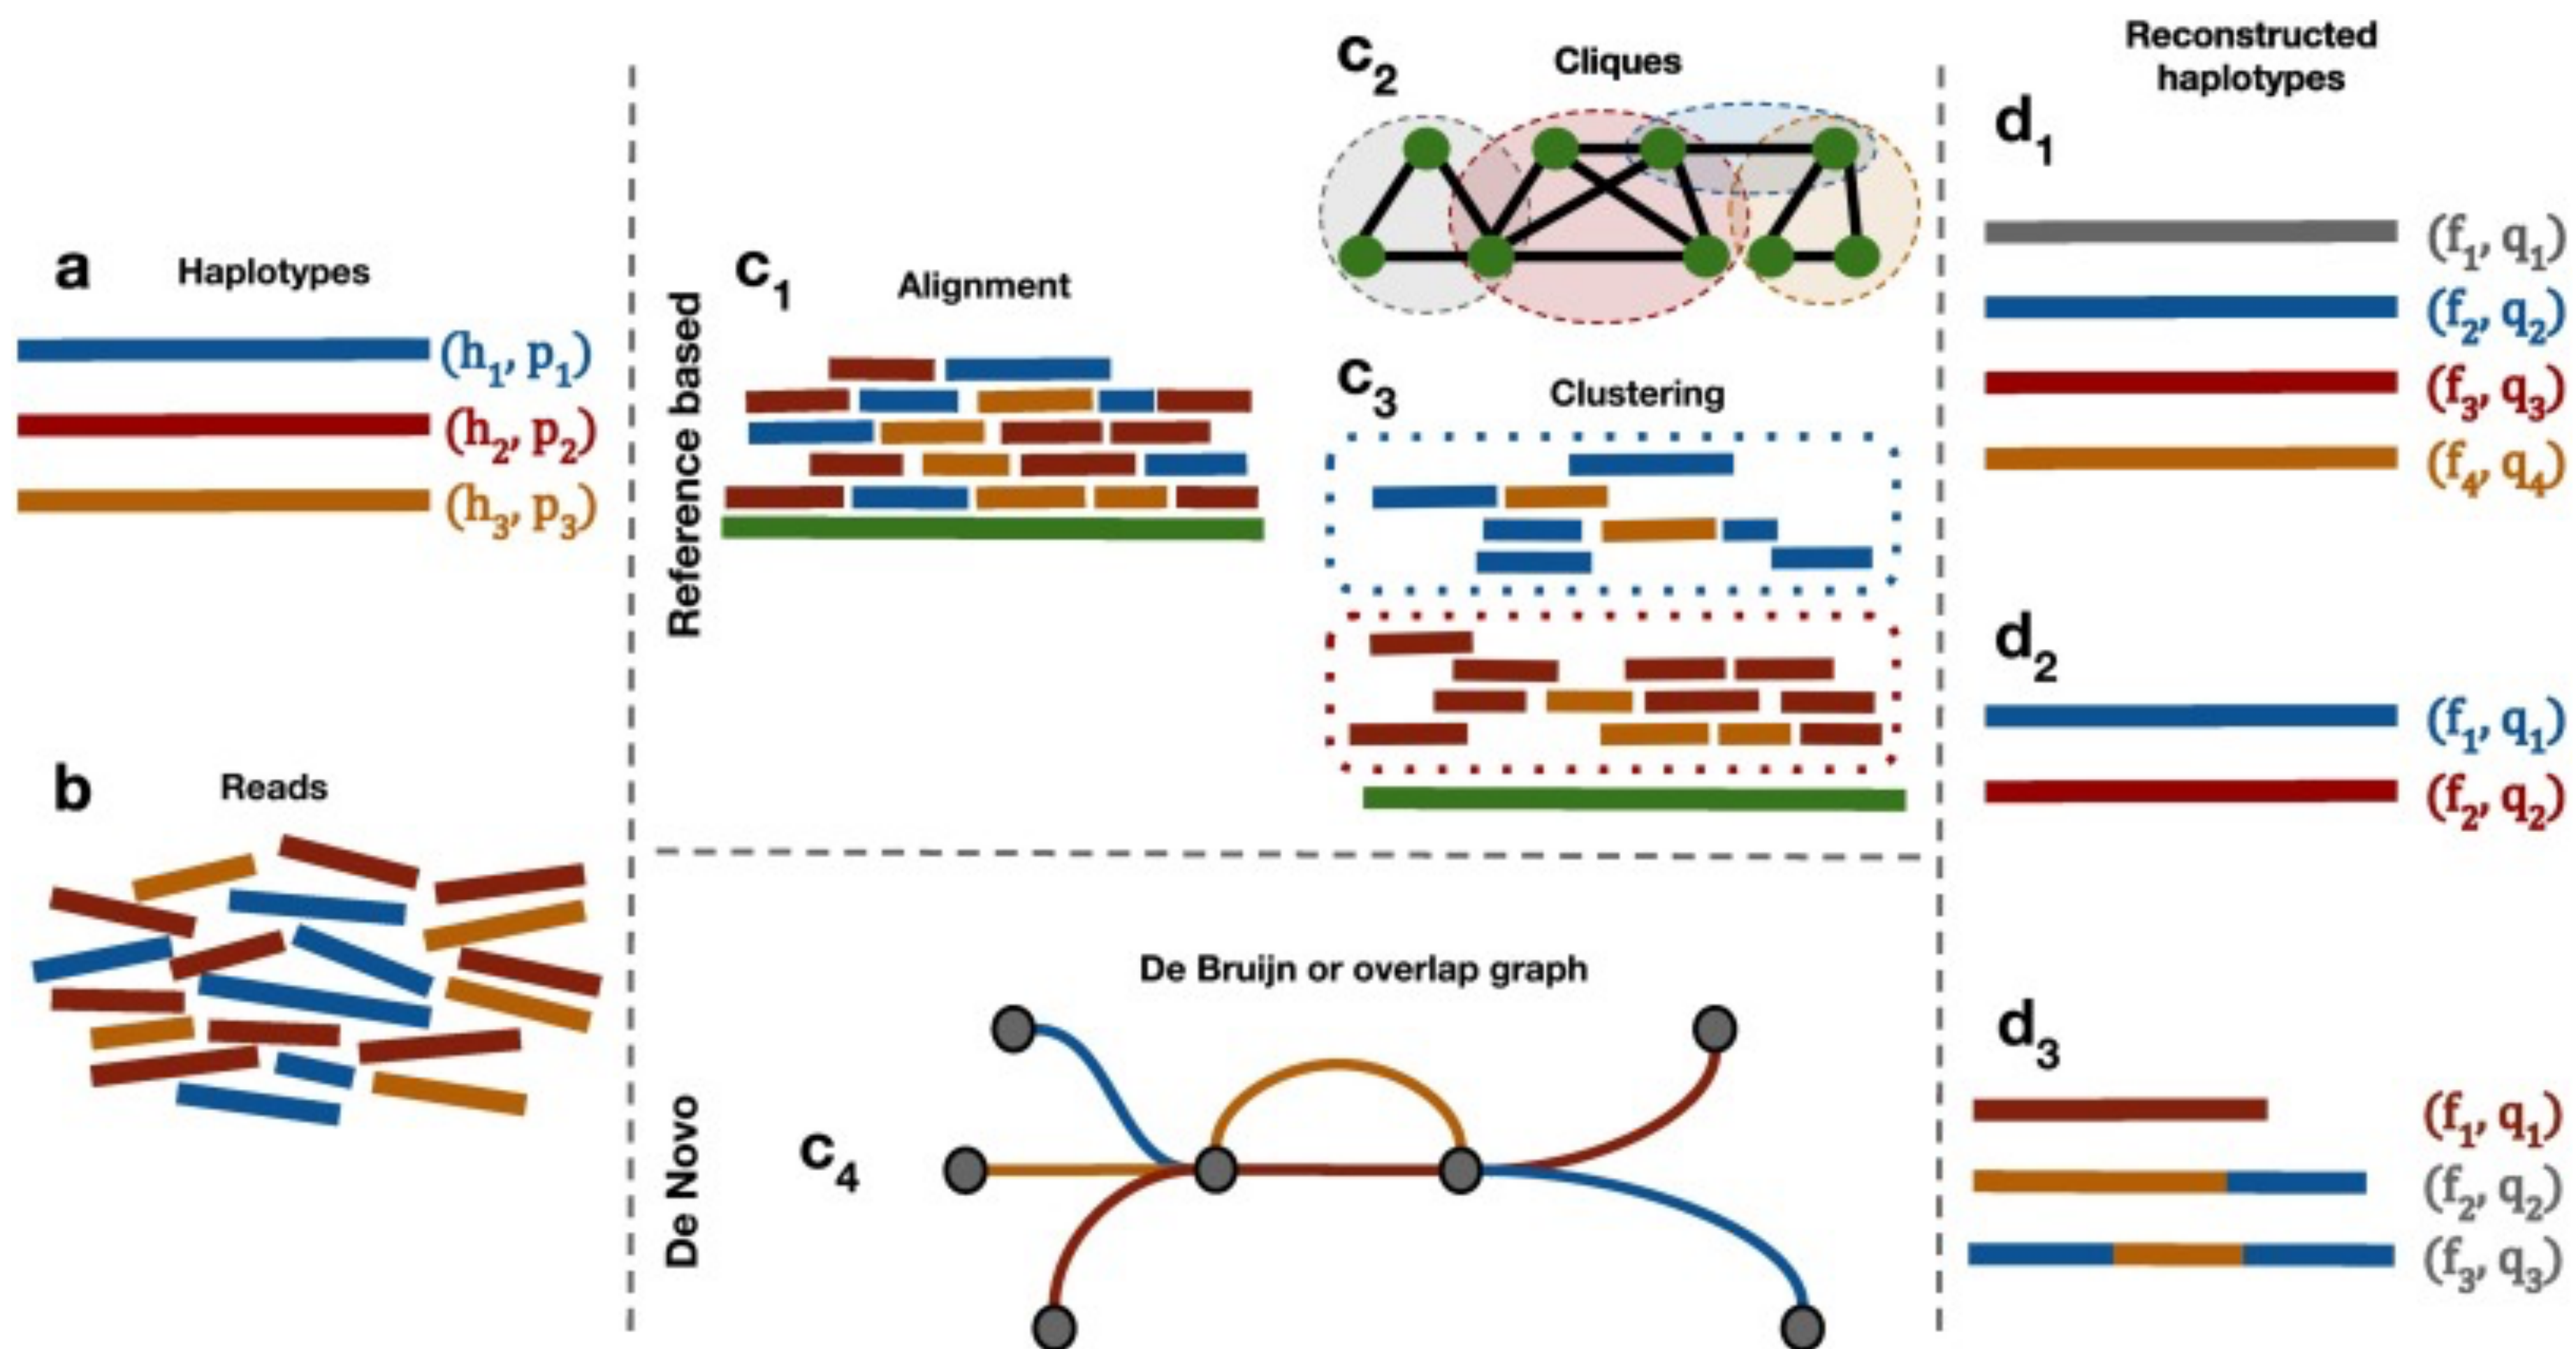 a Haplotypes
(h1, p1)
(h2, p2)
(h3, p3)
b Reads
Reference based
c1 Alignment
c2 Cliques
c3 Clustering
De Novo
De Bruijn or overlap graph
c4
Reconstructed
haplotypes
d1
(f1, q1)
(f2, q2)
(f3, q3)
(f4, q4)
d2
(f1, q1)
(f2, q2)
d3
(f1, q1)
(f2, q2)
(f3, q3)